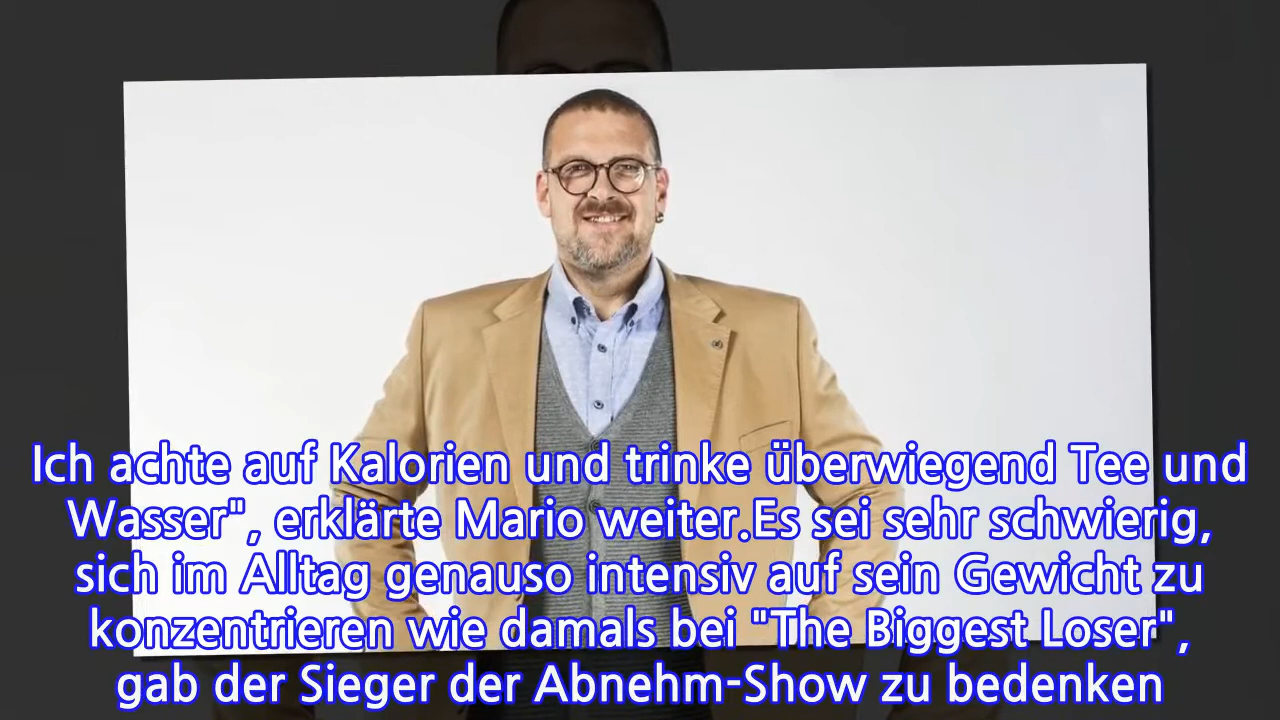 Ich achte auf Kalorien und trinke überwiegend Tee und
Wasser", erklärte Mario weiter.Es sei sehr schwierig,
sich im Alltag genauso intensiv auf sein Gewicht zu
konzentrieren wie damals bei "The Biggest Loser",
gab der Sieger der Abnehm-Show zu bedenken